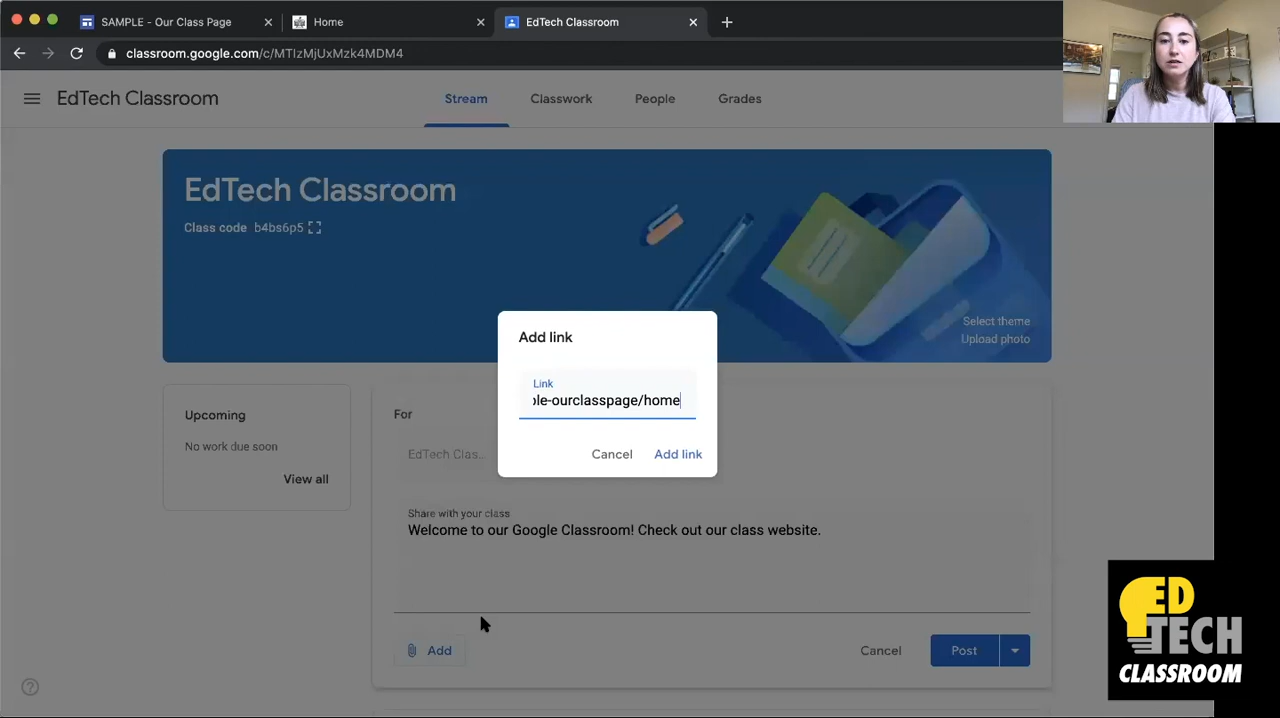 SAMPLE - Our Class Page
Home
EdTech Classroom
classroom.google.com/c/MTIzMjUxMzk4MDM4
EdTech Classroom
Stream
Classwork
People
Grades
EdTech Classroom
Class code b4bs6p5
Select theme
Upload photo
Add link
Link
ple-ourclasspage/home
Cancel
Add link
Upcoming
No work due soon
View all
For
EdTech Clas...
Share with your class
Welcome to our Google Classroom! Check out our class website.
Add
Cancel
Post
ED
TECH
CLASSROOM